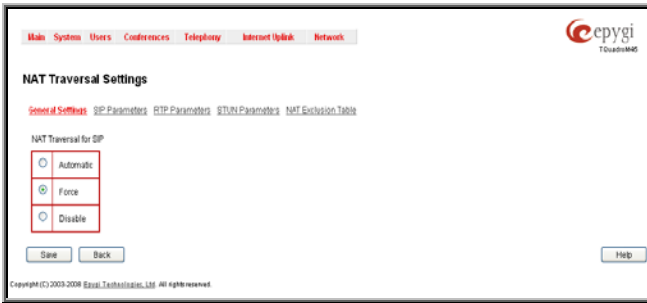 Main System Users Conferences Telephony Internet Uplink Network
epygi
NAT Traversal Settings
General Settings SIP Parameters RTP Parameters STUN Parameters NAT Exclusion Table
NAT Traversal for SIP
Automatic
Force
Disable
Save Back Help
Copyright (C) 2003-2008 Epygi Technologies, Ltd. All rights reserved.